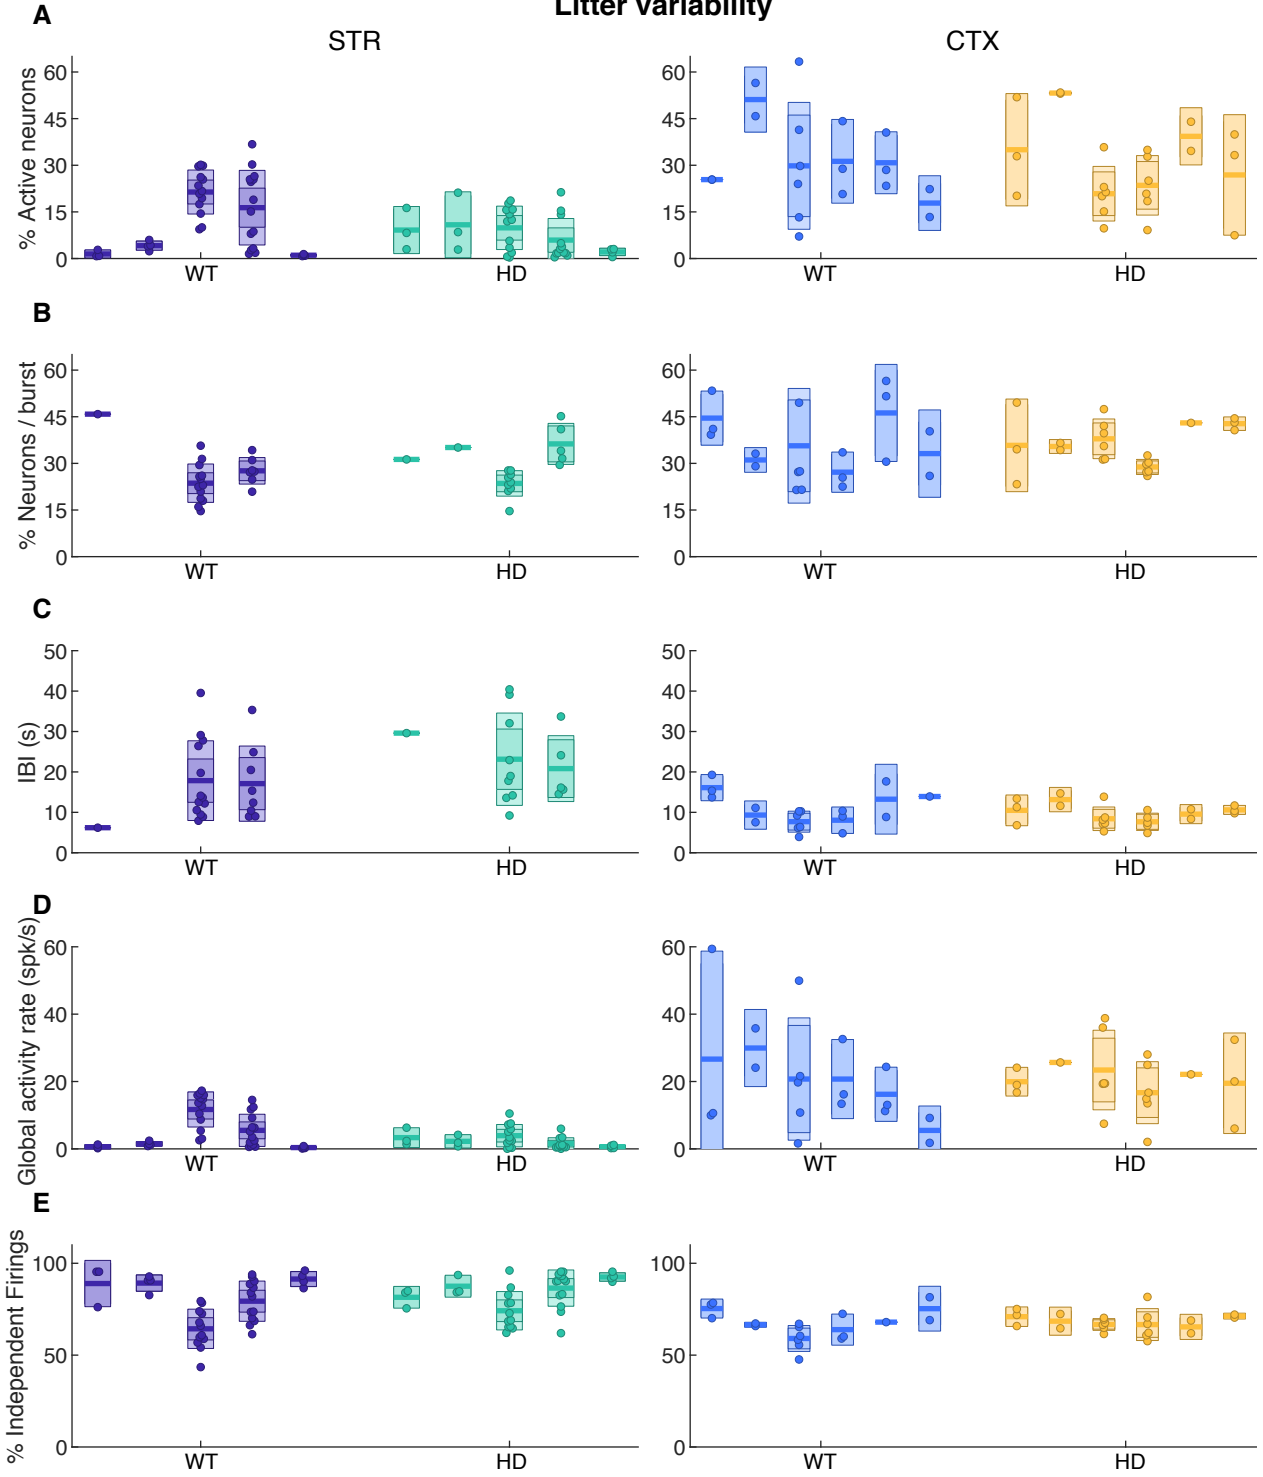 Litter variability
A
STR
CTX
% Active neurons
60
45
30
15
0
WT
HD
60
45
30
15
0
WT
HD
B
% Neurons / burst
60
45
30
15
0
WT
HD
60
45
30
15
0
WT
HD
C
IBI (s)
50
40
30
20
10
0
WT
HD
50
40
30
20
10
0
WT
HD
D
Global activity rate (spk/s)
60
40
20
0
WT
HD
60
40
20
0
WT
HD
E
% Independent Firings
100
50
0
WT
HD
100
50
0
WT
HD